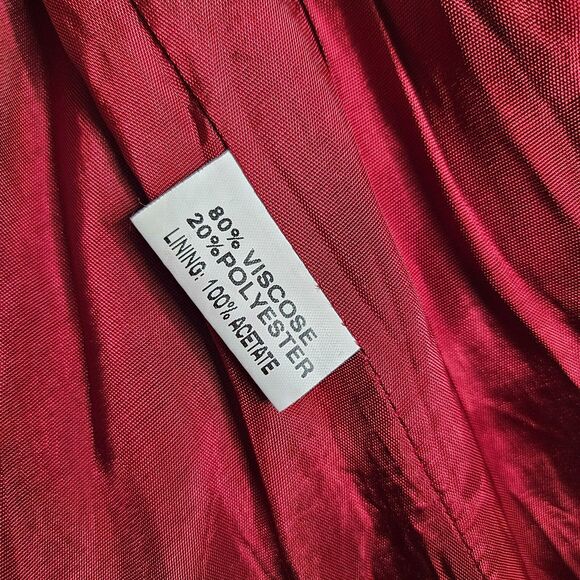 80% VISCOSE
20%POLYESTER
LINING: 100% ACETATE